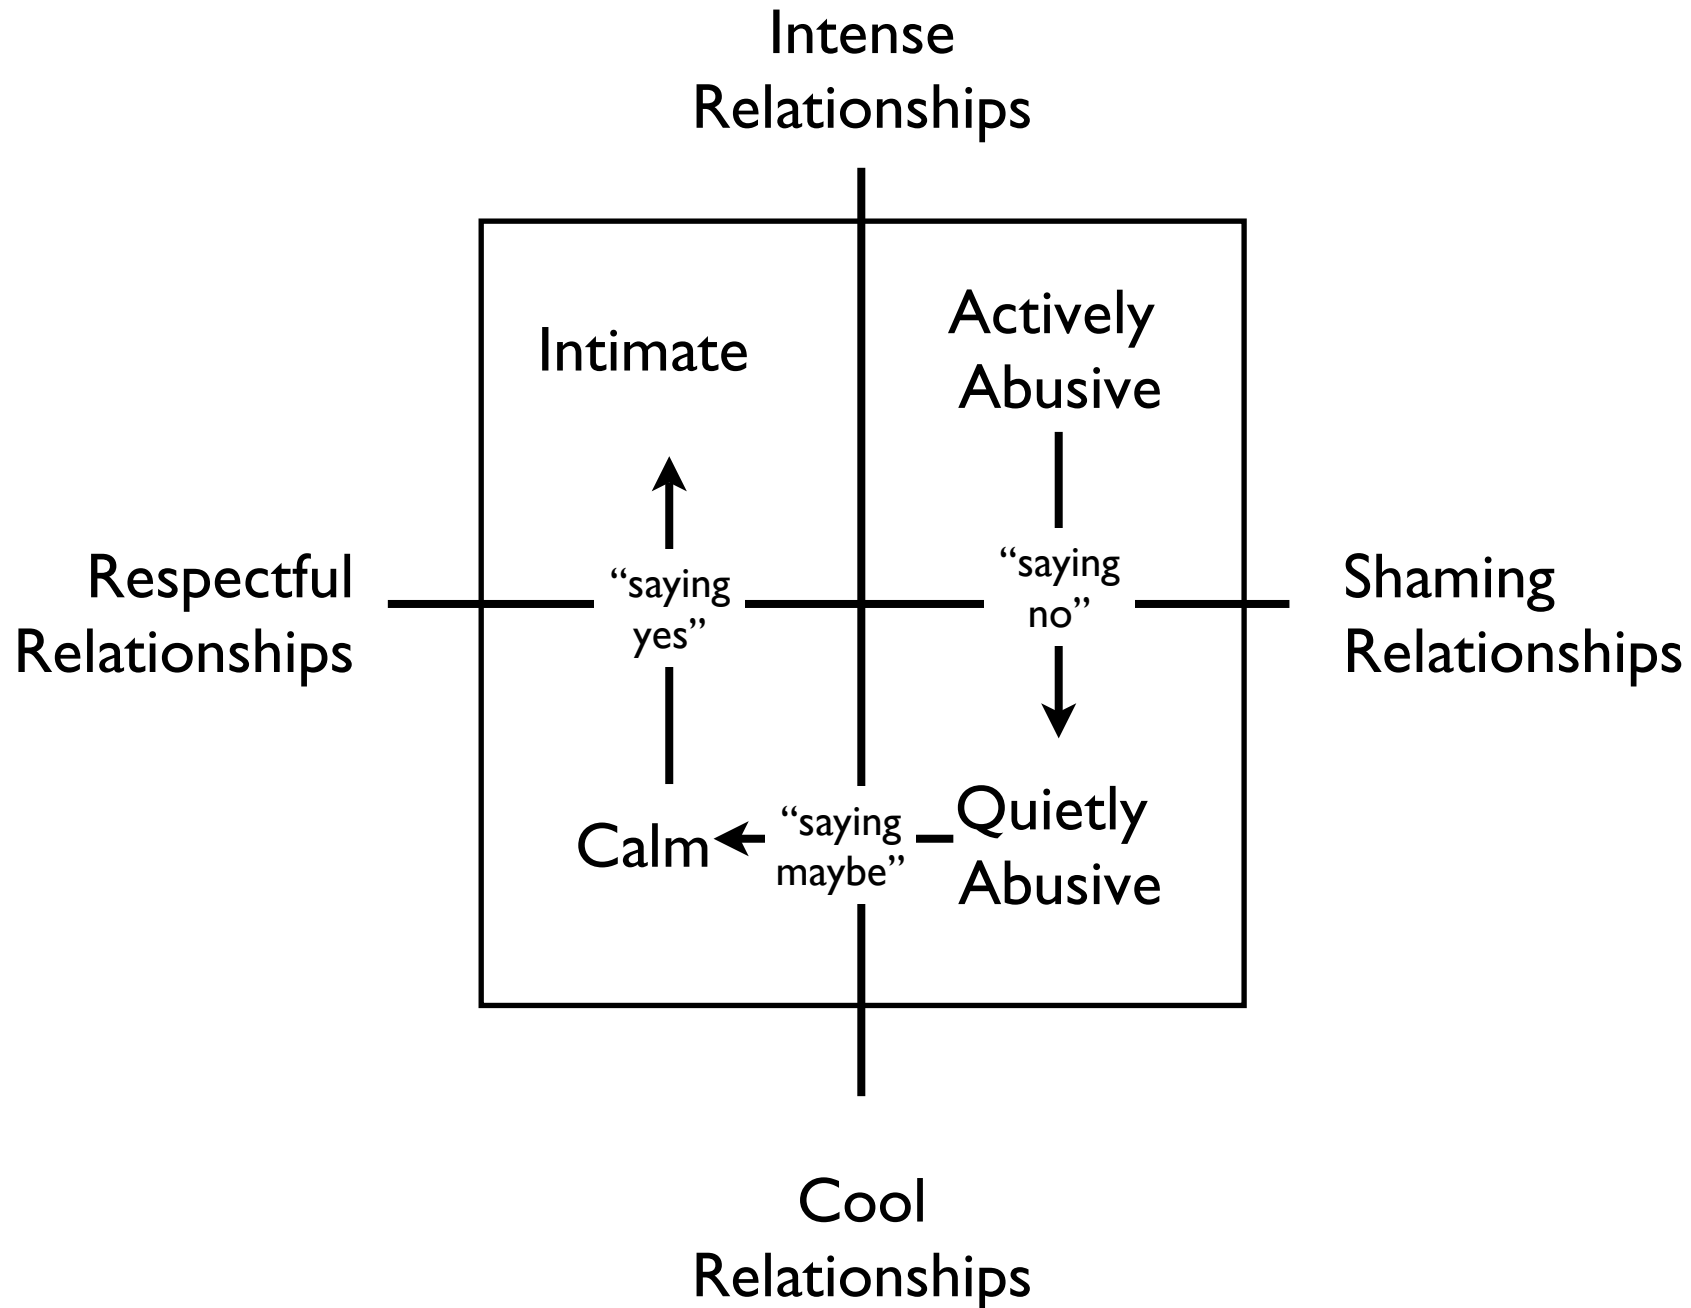 Intense
Relationships
Intimate
Actively
Abusive
Respectful
Relationships
“saying
yes”
“saying
no”
Shaming
Relationships
Calm
“saying
maybe”
Quietly
Abusive
Cool
Relationships